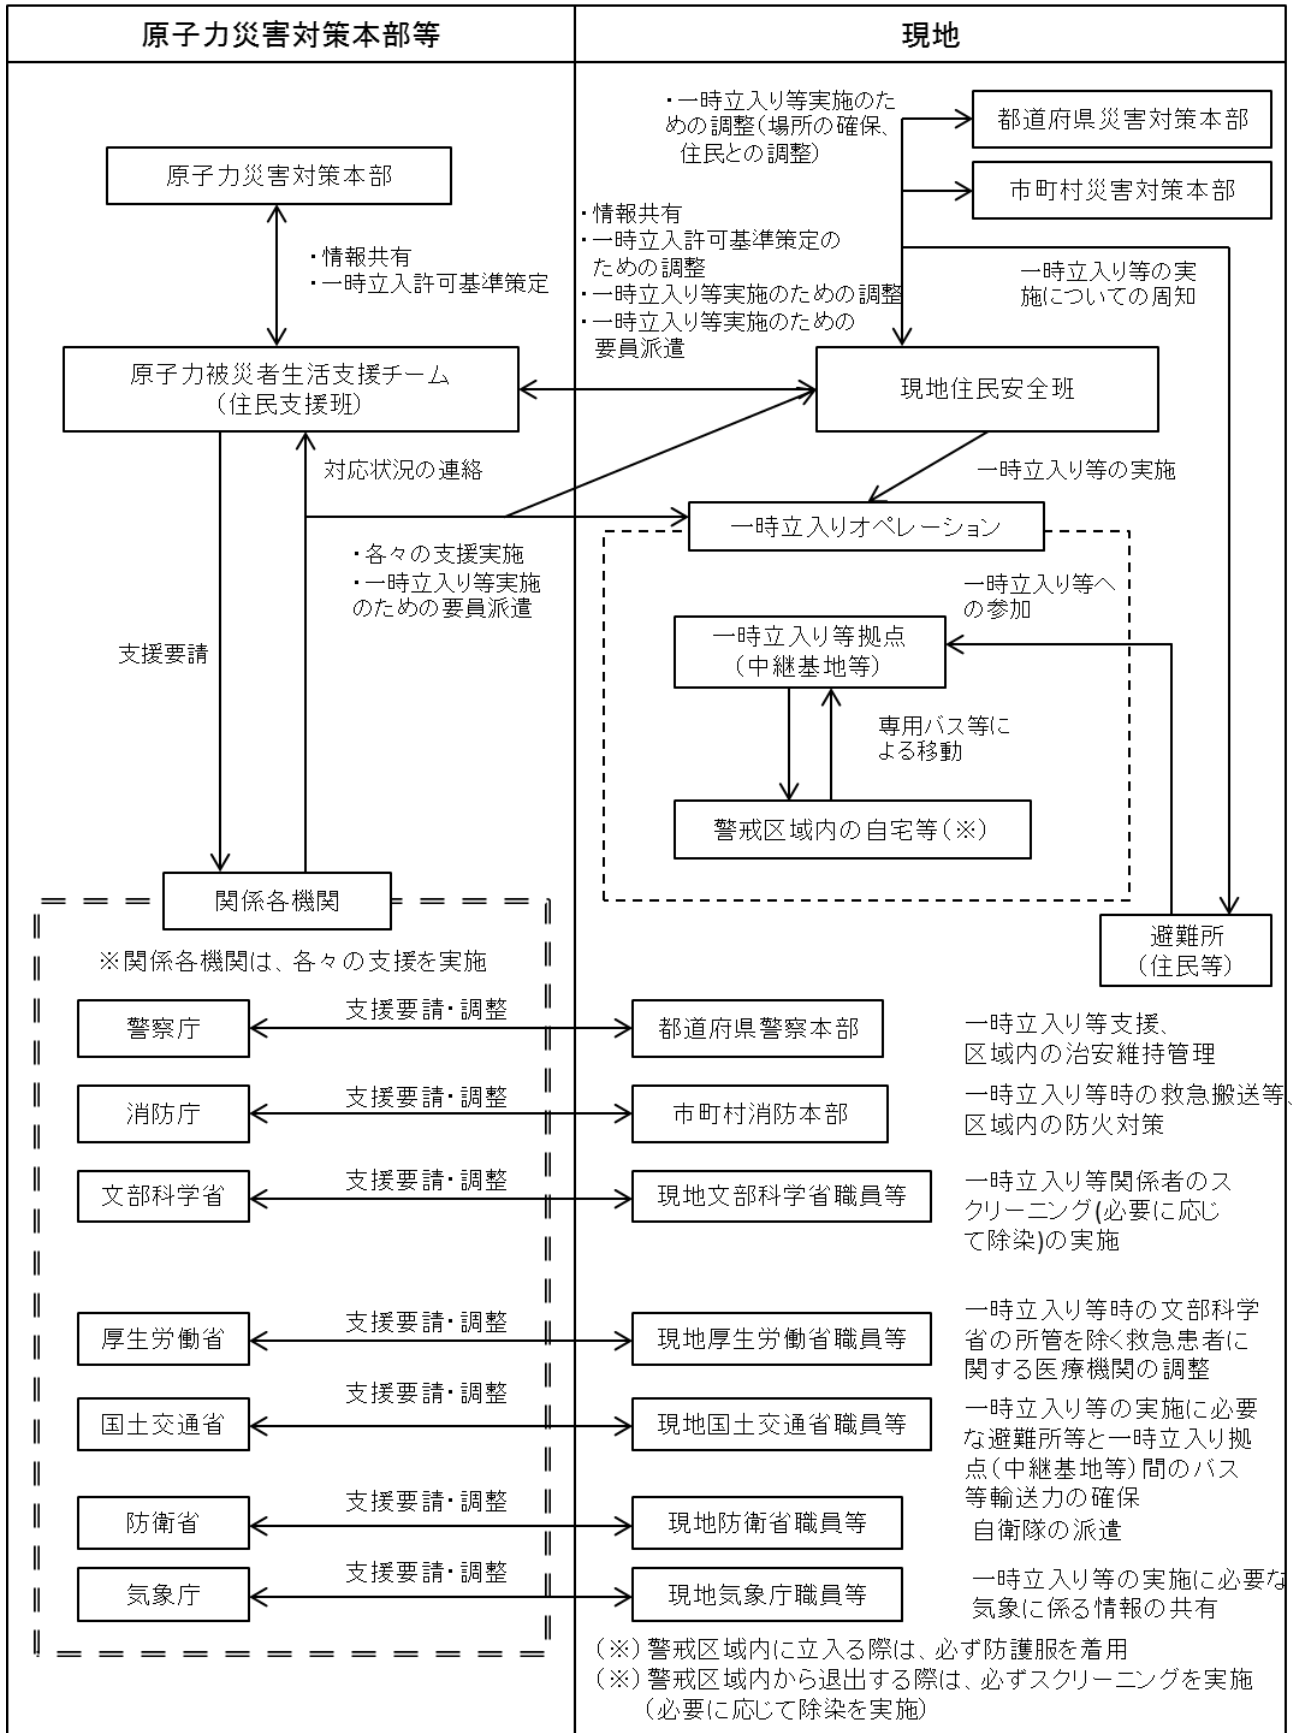 原子力災害対策本部等
現地
原子力災害対策本部
・情報共有
・一時立入許可基準策定
原子力被災者生活支援チーム
（住民支援班）
対応状況の連絡
・各々の支援実施
・一時立入り等実施
のための要員派遣
支援要請
・一時立入り等実施のた
めの調整（場所の確保、
住民との調整）
都道府県災害対策本部
市町村災害対策本部
・情報共有
・一時立入許可基準策定の
ための調整
・一時立入り等実施のための調整
・一時立入り等実施のための
要員派遣
一時立入り等の実
施についての周知
現地住民安全班
一時立入り等の実施
一時立入りオペレーション
一時立入り等へ
の参加
一時立入り等拠点
（中継基地等）
専用バス等に
よる移動
警戒区域内の自宅等（※）
避難所
（住民等）
関係各機関
※関係各機関は、各々の支援を実施
警察庁
支援要請・調整
都道府県警察本部
一時立入り等支援、
区域内の治安維持管理
消防庁
支援要請・調整
市町村消防本部
一時立入り等時の救急搬送等、
区域内の防火対策
文部科学省
支援要請・調整
現地文部科学省職員等
一時立入り等関係者のス
クリーニング(必要に応じ
て除染)の実施
厚生労働省
支援要請・調整
現地厚生労働省職員等
一時立入り等時の文部科学
省の所管を除く救急患者に
関する医療機関の調整
国土交通省
支援要請・調整
現地国土交通省職員等
一時立入り等の実施に必要
な避難所等と一時立入り拠
点（中継基地等）間のバス
等輸送力の確保
防衛省
支援要請・調整
現地防衛省職員等
自衛隊の派遣
気象庁
支援要請・調整
現地気象庁職員等
一時立入り等の実施に必要な
気象に係る情報の共有
（※）警戒区域内に立入る際は、必ず防護服を着用
（※）警戒区域内から退出する際は、必ずスクリーニングを実施
（必要に応じて除染を実施）